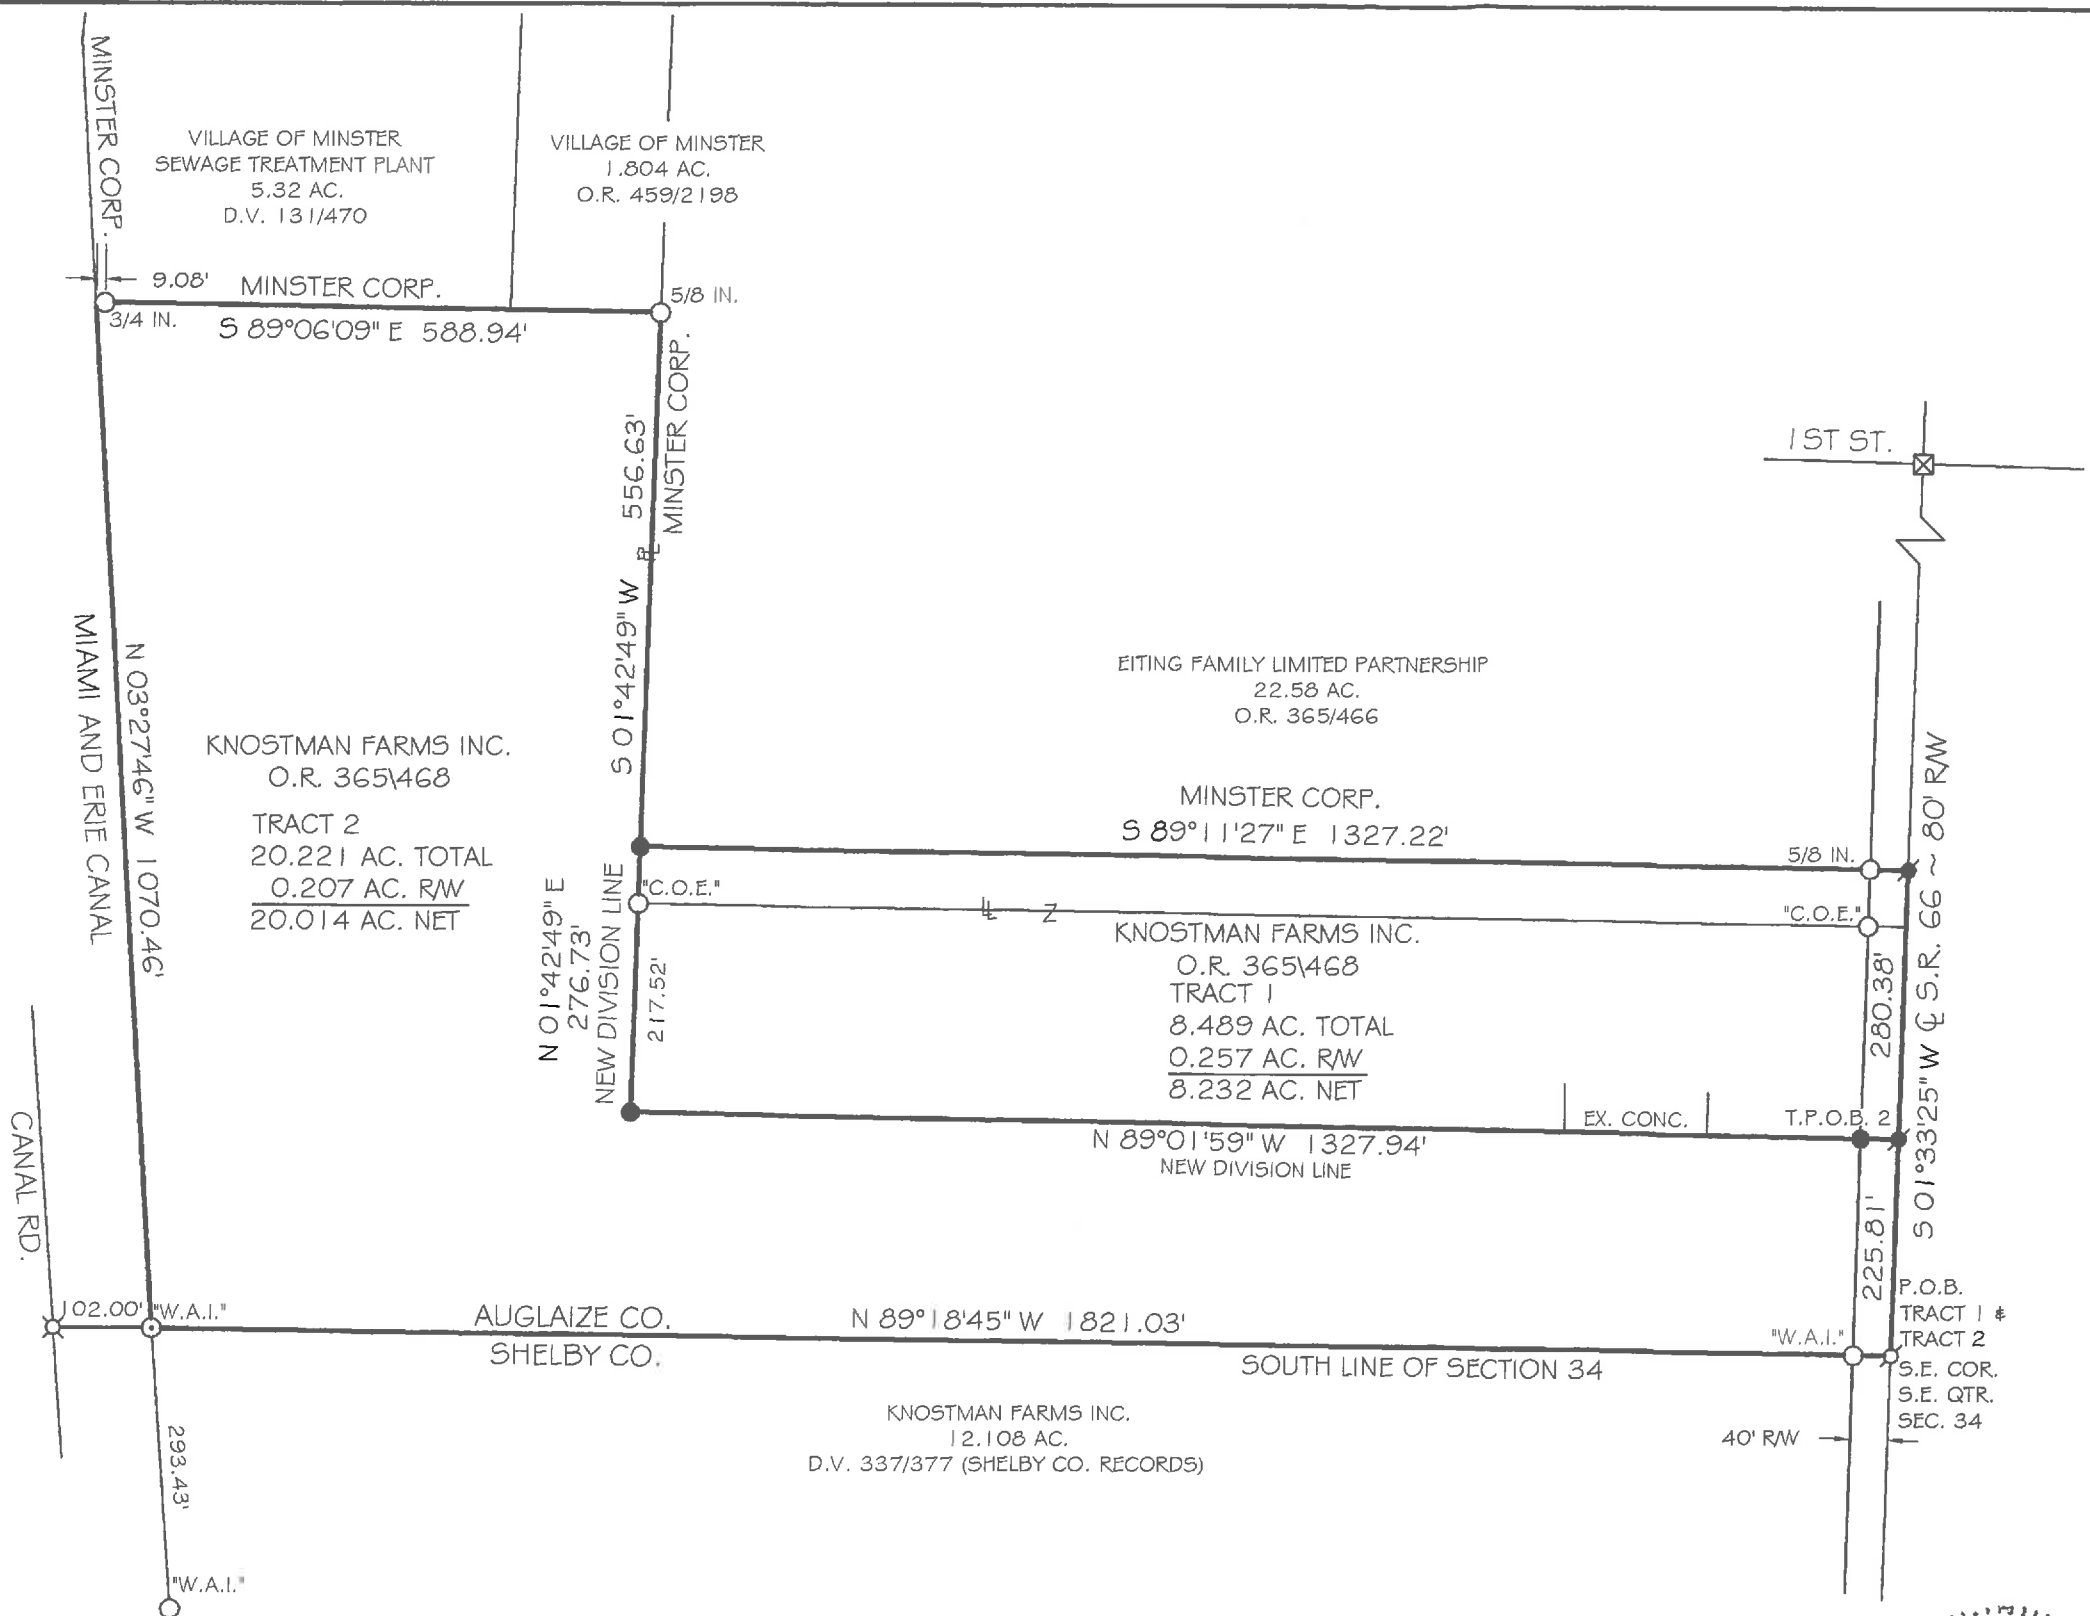 MINSTER CORP.
VILLAGE OF MINSTER
SEWAGE TREATMENT PLANT
5.32 AC.
D.V. 131/470
VILLAGE OF MINSTER
1.804 AC.
O.R. 459/2198
9.08'
MINSTER CORP.
5/8 IN.
3/4 IN.
S 89°06'09" E 588.94'
MINSTER CORP.
S 01°42'49" W 556.63'
1ST ST.
EITING FAMILY LIMITED PARTNERSHIP
22.58 AC.
O.R. 365/466
MIAMI AND ERIE CANAL
N 03°27'46" W 1070.46'
KNOSTMAN FARMS INC.
O.R. 365\468
TRACT 2
20.221 AC. TOTAL
0.207 AC. R/W
20.014 AC. NET
MINSTER CORP.
S 89°11'27" E 1327.22'
5/8 IN.
S 01°33'25" W ℄ S.R. 66 ~ 80' R/W
N 01°42'49" E
276.73'
NEW DIVISION LINE
217.52'
"C.O.E."
Z
"C.O.E."
KNOSTMAN FARMS INC.
O.R. 365\468
TRACT 1
8.489 AC. TOTAL
0.257 AC. R/W
8.232 AC. NET
280.38'
EX. CONC.
T.P.O.B. 2
N 89°01'59" W 1327.94'
NEW DIVISION LINE
225.81'
CANAL RD.
102.00'
"W.A.I."
AUGLAIZE CO.
N 89°18'45" W 1821.03'
SHELBY CO.
SOUTH LINE OF SECTION 34
"W.A.I."
P.O.B.
TRACT 1 &
TRACT 2
S.E. COR.
S.E. QTR.
SEC. 34
KNOSTMAN FARMS INC.
12.108 AC.
D.V. 337/377 (SHELBY CO. RECORDS)
40' R/W
293.43'
"W.A.I."